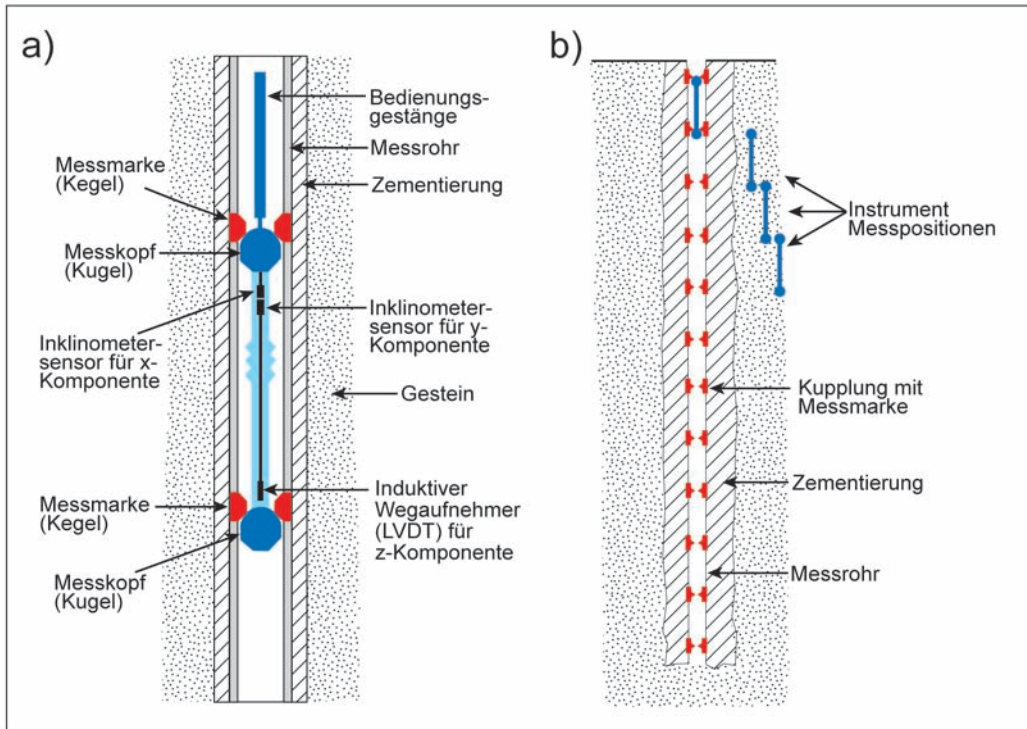 a)
Bedienungs-
gestänge
Messrohr
Messmarke
(Kegel)
Zementierung
Messkopf
(Kugel)
Inklinometer-
sensor für x-
Komponente
Inklinometer-
sensor für y-
Komponente
Gestein
Messmarke
(Kegel)
Induktiver
Wegaufnehmer
(LVDT) für
z-Komponente
Messkopf
(Kugel)
b)
Instrument
Messpositionen
Kupplung mit
Messmarke
Zementierung
Messrohr